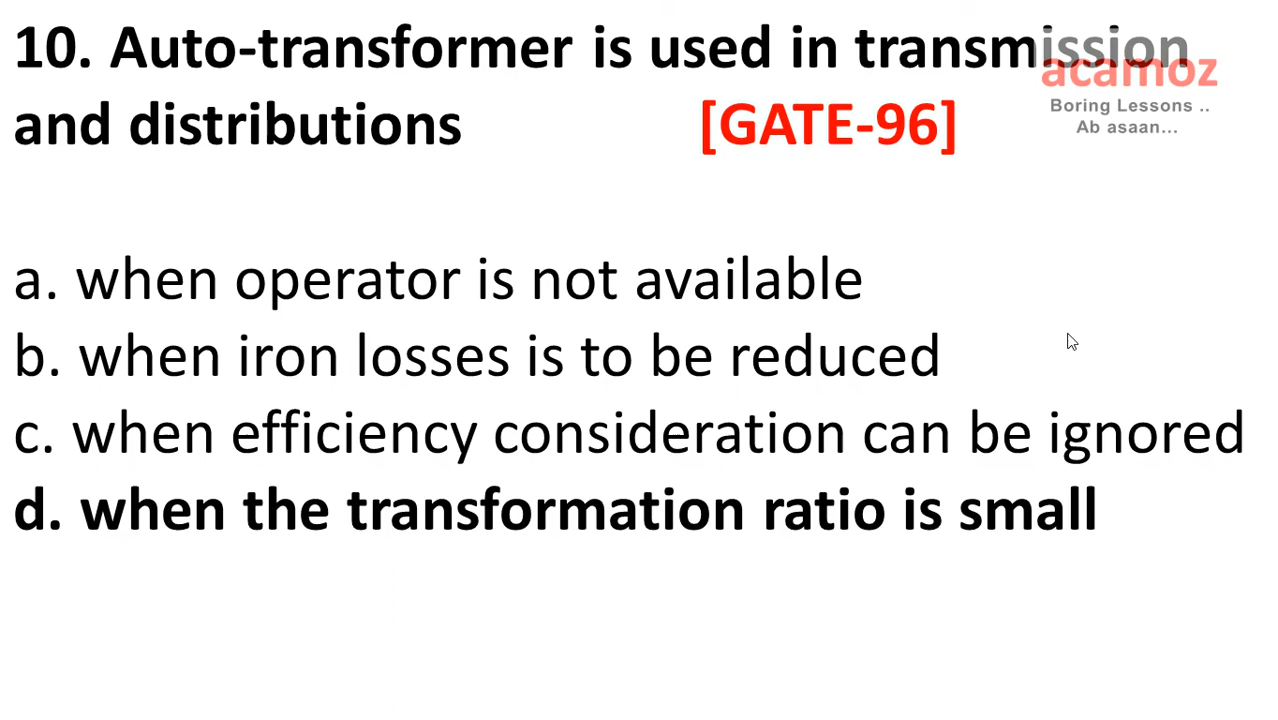 10. Auto-transformer is used in transmission
acamoz
and distributions [GATE-96]
Boring Lessons ..
Ab asaan...
a. when operator is not available
b. when iron losses is to be reduced
c. when efficiency consideration can be ignored
d. when the transformation ratio is small